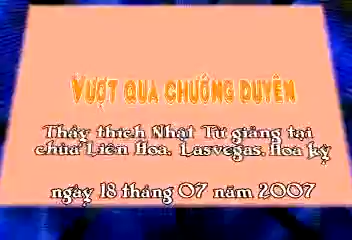 VƯỢT QUA CHƯỚNG DUYÊN
Thầy thích Nhật Từ giảng tại
chùa Liên Hoa. Lasvegas. Hoa kỳ
ngày 18 tháng 07 năm 2007